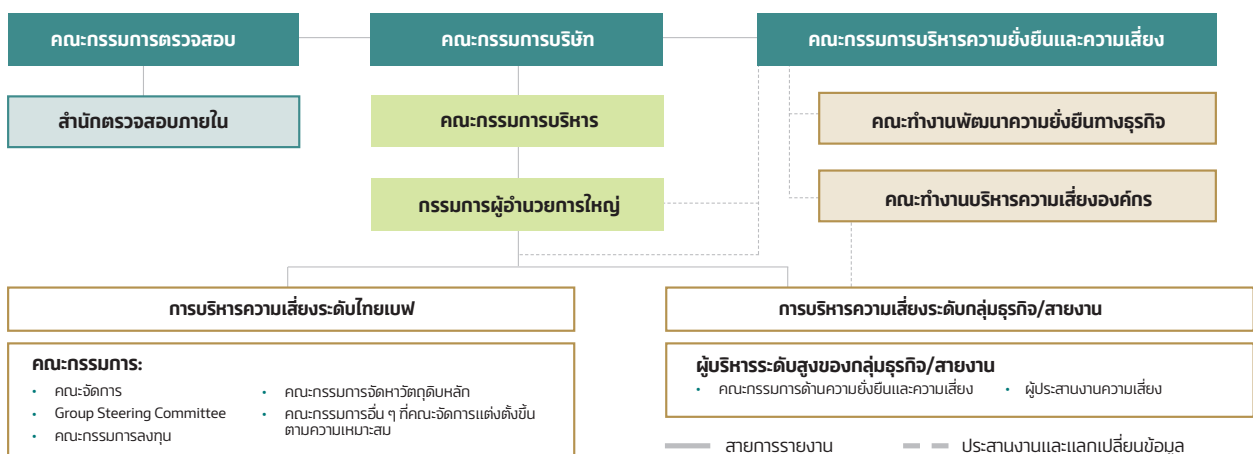 คณะกรรมการตรวจสอบ
คณะกรรมการบริษัท
คณะกรรมการบริหารความยั่งยืนและความเสี่ยง
สำนักตรวจสอบภายใน
คณะกรรมการบริหาร
คณะทำงานพัฒนาความยั่งยืนทางธุรกิจ
กรรมการผู้อำนวยการใหญ่
คณะทำงานบริหารความเสี่ยงองค์กร
การบริหารความเสี่ยงระดับไทยเบฟ
การบริหารความเสี่ยงระดับกลุ่มธุรกิจ/สายงาน
คณะกรรมการ:
• คณะจัดการ
• Group Steering Committee
• คณะกรรมการลงทุน
• คณะกรรมการจัดหาวัตถุดิบหลัก
• คณะกรรมการอื่น ๆ ที่คณะจัดการแต่งตั้งขึ้น
ตามความเหมาะสม
ผู้บริหารระดับสูงของกลุ่มธุรกิจ/สายงาน
• คณะกรรมการด้านความยั่งยืนและความเสี่ยง
• ผู้ประสานงานความเสี่ยง
สายการรายงาน
ประสานงานและแลกเปลี่ยนข้อมูล